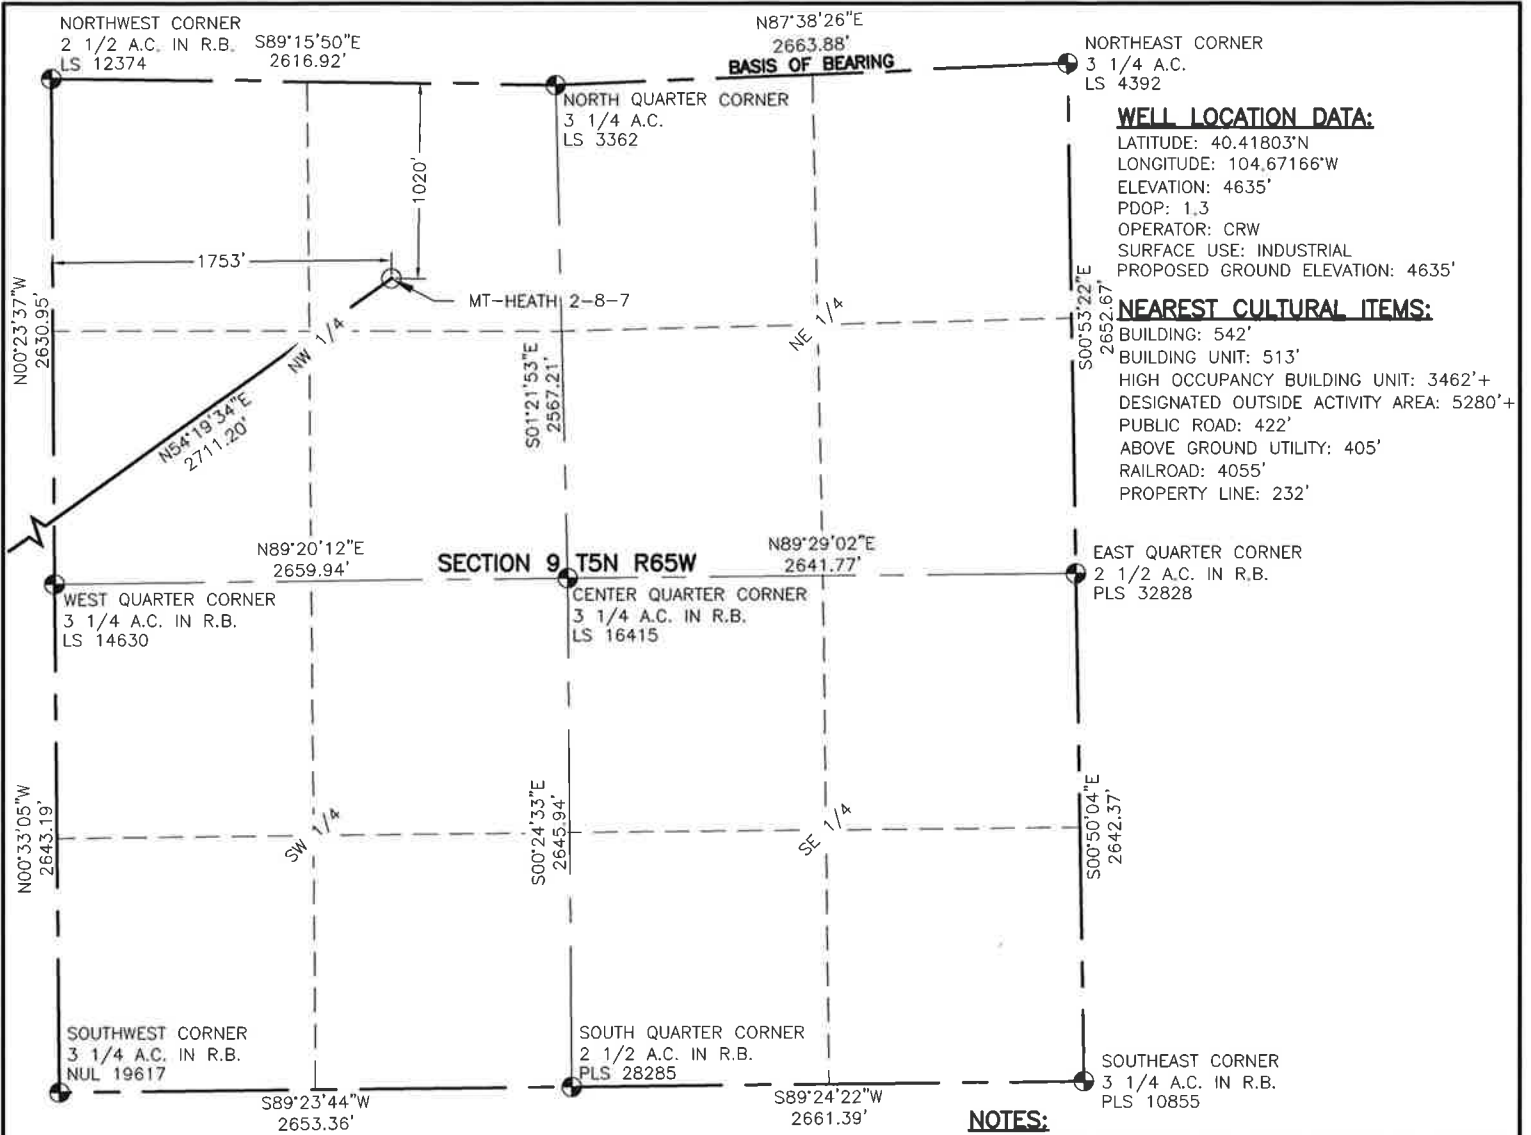 NORTHWEST CORNER
2 1/2 A.C. IN R.B.
LS 12374
S89°15'50"E
2616.92'
N87°38'26"E
2663.88'
BASIS OF BEARING
NORTHEAST CORNER
3 1/4 A.C.
LS 4392
NORTH QUARTER CORNER
3 1/4 A.C.
LS 3362
WELL LOCATION DATA:
LATITUDE: 40.41803°N
LONGITUDE: 104.67166°W
ELEVATION: 4635'
PDOP: 1.3
OPERATOR: CRW
SURFACE USE: INDUSTRIAL
PROPOSED GROUND ELEVATION: 4635'
1020'
1753'
MT-HEATH 2-8-7
N00°23'37"W
2630.95'
NW 1/4
NE 1/4
S01°21'53"E
2567.21'
S00°53'22"E
2652.67'
NEAREST CULTURAL ITEMS:
BUILDING: 542'
BUILDING UNIT: 513'
HIGH OCCUPANCY BUILDING UNIT: 3462'+
DESIGNATED OUTSIDE ACTIVITY AREA: 5280'+
PUBLIC ROAD: 422'
ABOVE GROUND UTILITY: 405'
RAILROAD: 4055'
PROPERTY LINE: 232'
N54°19'34"E
2711.20'
N89°20'12"E
2659.94'
SECTION 9 T5N R65W
N89°29'02"E
2641.77'
EAST QUARTER CORNER
2 1/2 A.C. IN R.B.
PLS 32828
WEST QUARTER CORNER
3 1/4 A.C. IN R.B.
LS 14630
CENTER QUARTER CORNER
3 1/4 A.C. IN R.B.
LS 16415
N00°33'05"W
2643.19'
SW 1/4
S00°24'33"E
2645.94'
SE 1/4
S00°50'04"E
2642.37'
SOUTHWEST CORNER
3 1/4 A.C. IN R.B.
NUL 19617
SOUTH QUARTER CORNER
2 1/2 A.C. IN R.B.
PLS 28285
SOUTHEAST CORNER
3 1/4 A.C. IN R.B.
PLS 10855
S89°23'44"W
2653.36'
S89°24'22"W
2661.39'
NOTES: